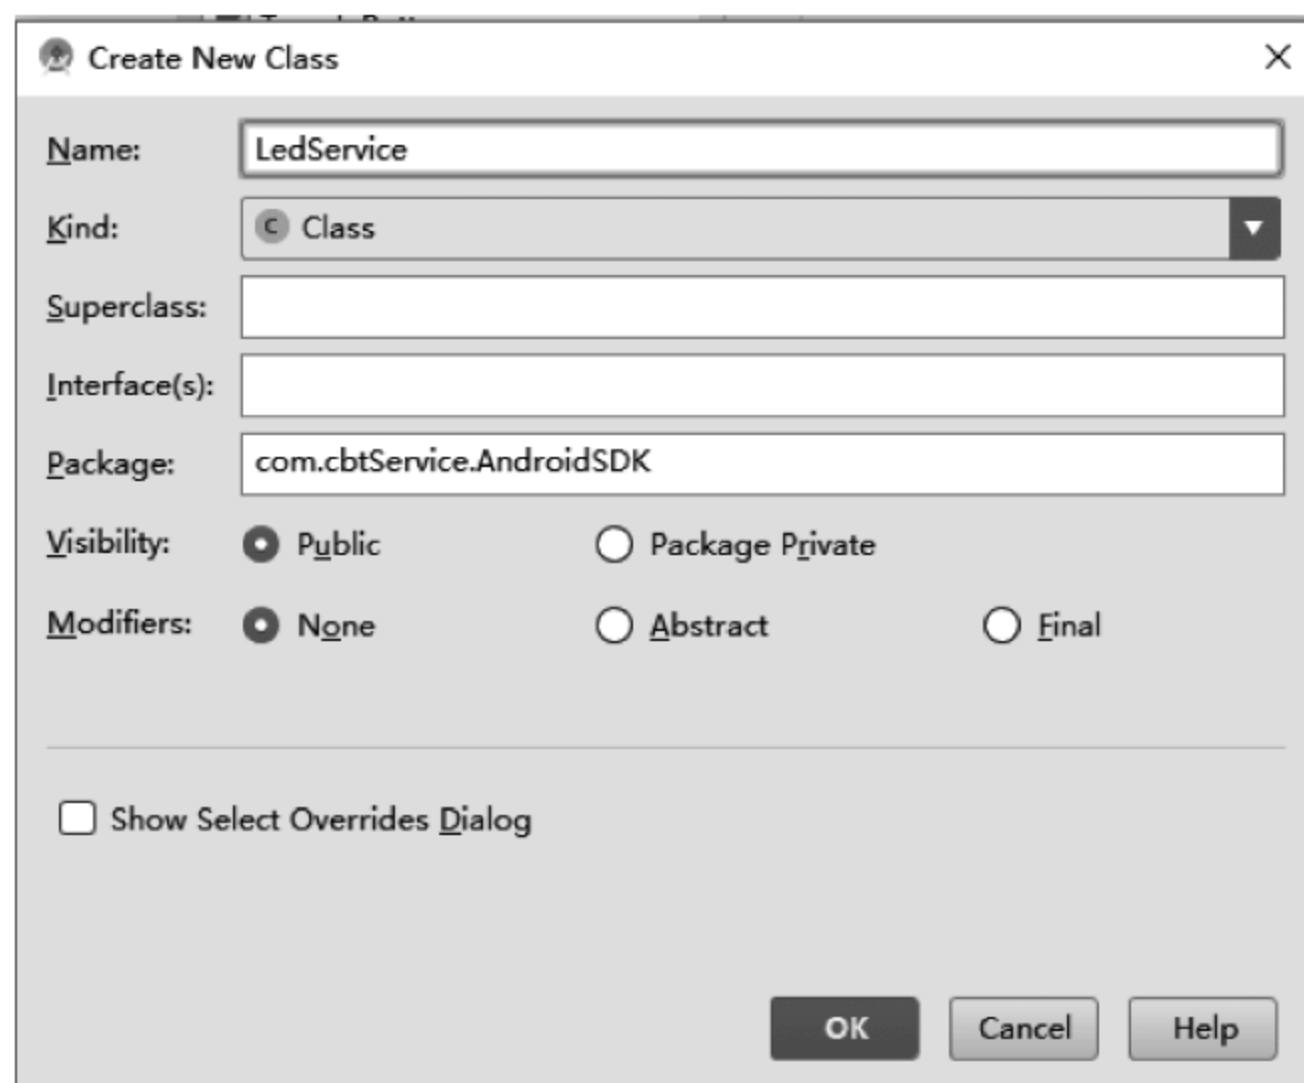 Create New Class
Name: LedService
Kind: C Class
Superclass:
Interface(s):
Package: com.cbtService.AndroidSDK
Visibility: Public Package Private
Modifiers: None Abstract Final
Show Select Overrides Dialog
OK Cancel Help